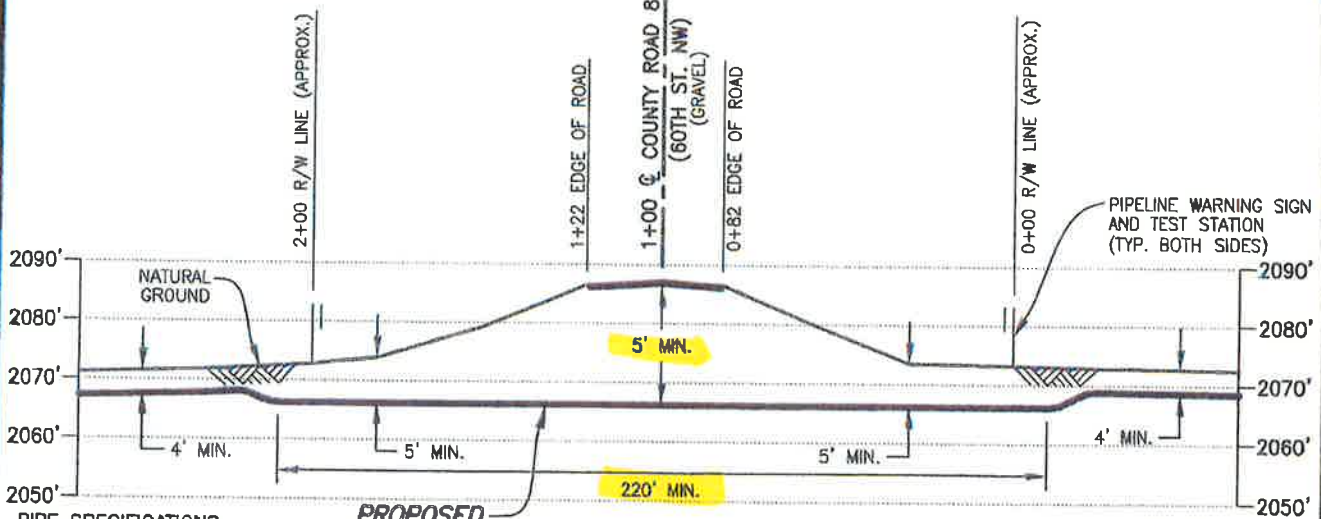 2+00 R/W LINE (APPROX.)
1+22 EDGE OF ROAD
1+00 ℄ COUNTY ROAD 8
(60TH ST. NW)
(GRAVEL)
0+82 EDGE OF ROAD
0+00 R/W LINE (APPROX.)
PIPELINE WARNING SIGN
AND TEST STATION
(TYP. BOTH SIDES)
2090'
2090'
NATURAL
GROUND
2080'
2080'
5' MIN.
2070'
2070'
2060'
2060'
4' MIN.
5' MIN.
5' MIN.
4' MIN.
220' MIN.
2050'
2050'
PIPE SPECIFICATIONS
PROPOSED